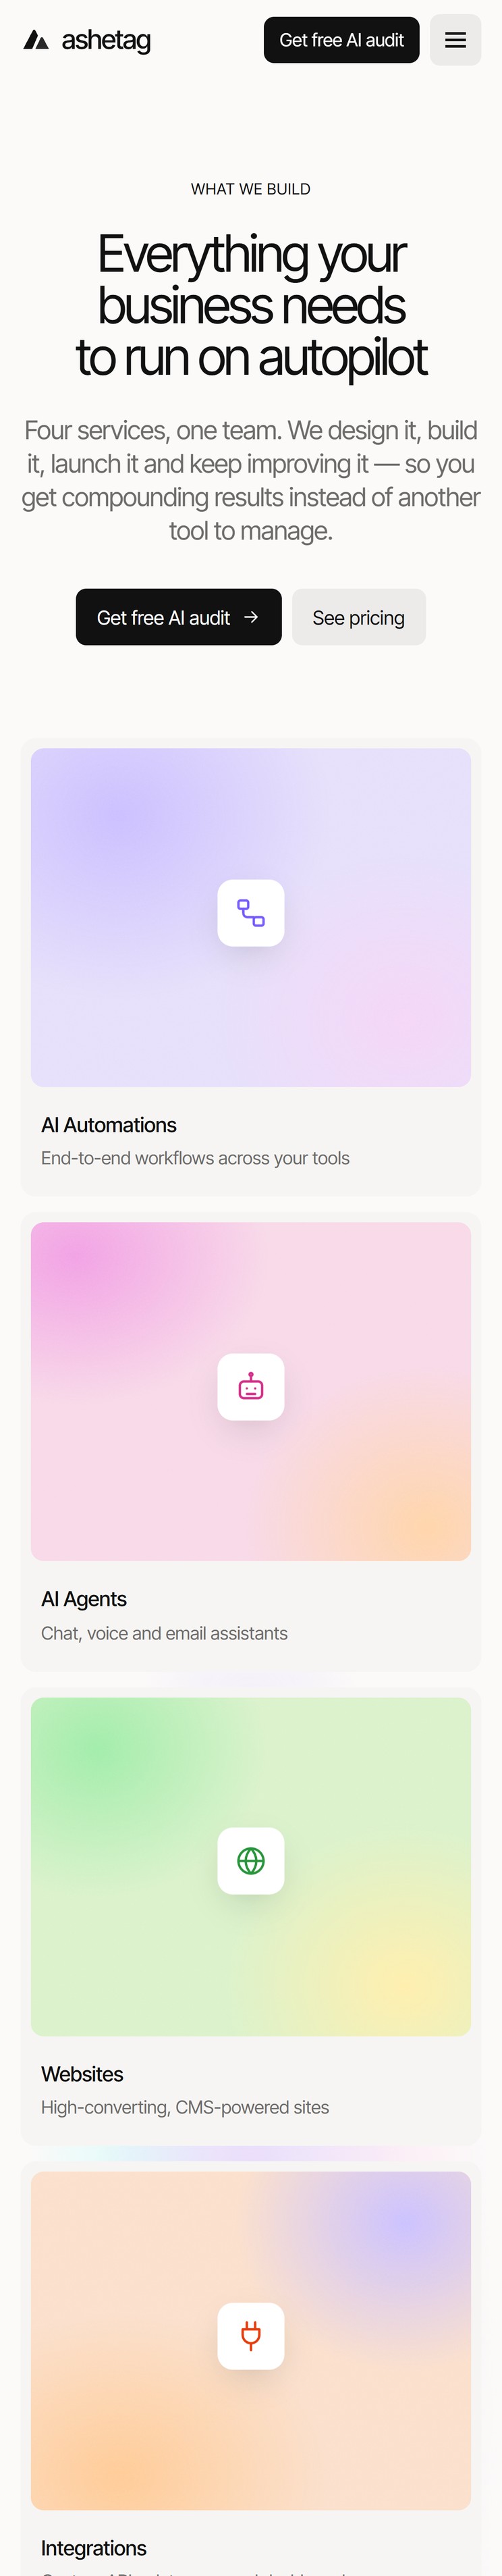 ashetag
Get free AI audit
WHAT WE BUILD
Everything your
business needs
to run on autopilot
Four services, one team. We design it, build
it, launch it and keep improving it — so you
get compounding results instead of another
tool to manage.
Get free AI audit →
See pricing
AI Automations
End-to-end workflows across your tools
AI Agents
Chat, voice and email assistants
Websites
High-converting, CMS-powered sites
Integrations